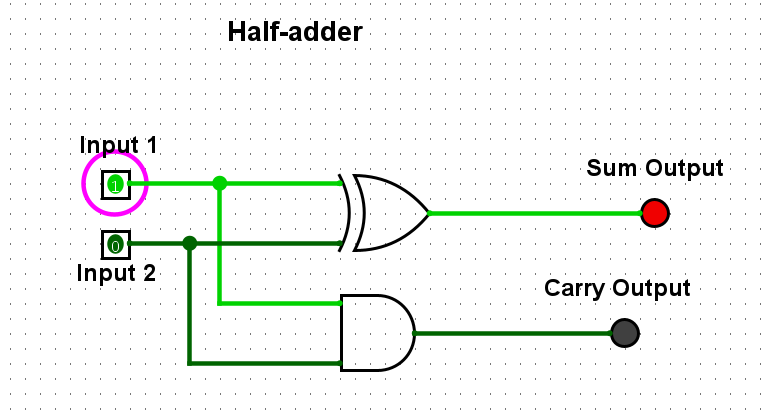 Half-adder
Input 1
1
Sum Output
0
Input 2
Carry Output